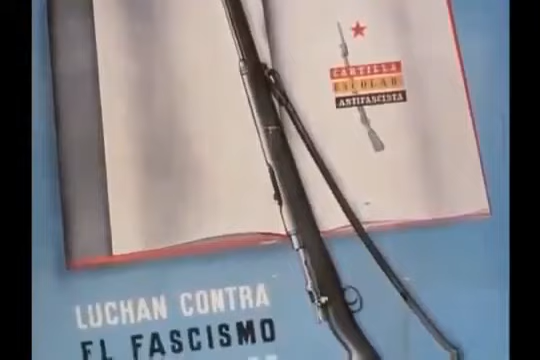 CARTILLA
ESCOLAR
ANTIFASCISTA
LUCHAN CONTRA
EL FASCISMO